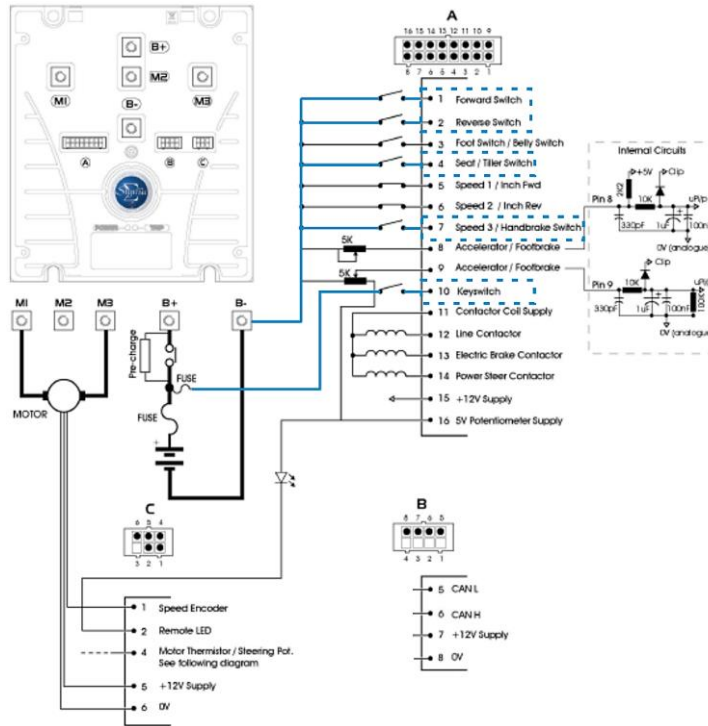 A
16 15 14 13 12 11 10 9
8 7 6 5 4 3 2 1
B+
M1
M2
M3
B-
A
B
C
Sigma
1 Forward Switch
2 Reverse Switch
3 Foot Switch / Belly Switch
4 Seat / Tiller Switch
5 Speed 1 / Inch Fwd
6 Speed 2 / Inch Rev
7 Speed 3 / Handbrake Switch
8 Accelerator / Footbrake
9 Accelerator / Footbrake
10 Keyswitch
11 Contactor Coil Supply
12 Line Contactor
13 Electric Brake Contactor
14 Power Steer Contactor
15 +12V Supply
16 5V Potentiometer Supply
5K
5K
Internal Circuits
+5V
Clip
2K2
Pin 8
10K
uP/p
330pF
1uF
+
100n
0V (analogue
Clip
Pin 9
10K
uP/
330pF
1uF
100nF
100K
0V (analogue
M1 M2 M3 B+ B-
Pre-charge
FUSE
MOTOR
FUSE
+
C
6 5 4
3 2 1
B
8 7 6 5
4 3 2 1
1 Speed Encoder
2 Remote LED
4 Motor Thermistor / Steering Pot.
See following diagram
5 +12V Supply
6 0V
5 CAN L
6 CAN H
7 +12V Supply
8 0V